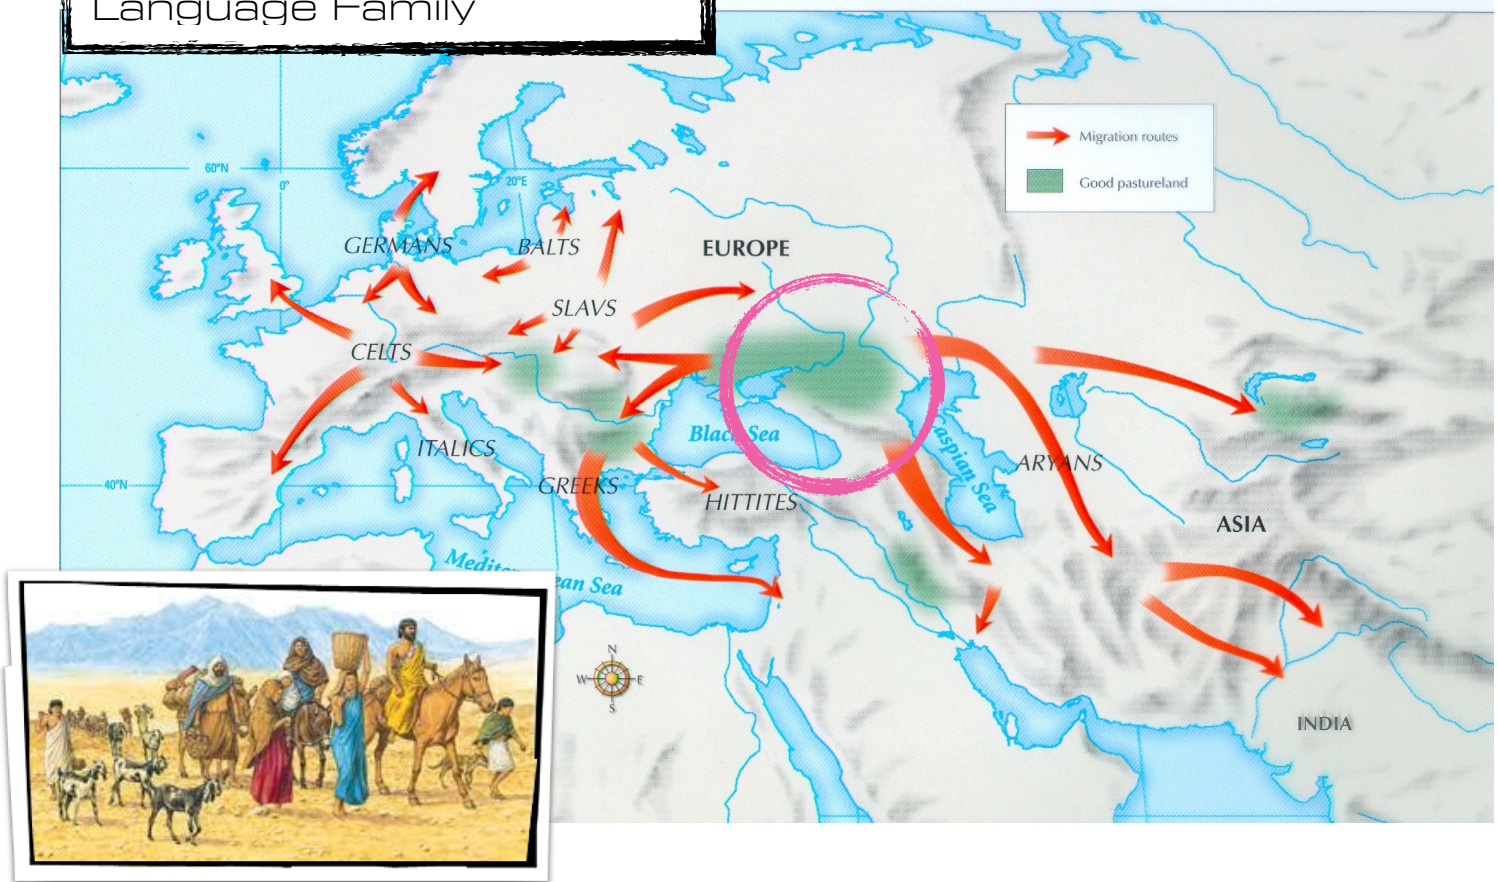 Language Family
Migration routes
Good pastureland
60°N
0°
20°E
GERMANS
BALTS
EUROPE
SLAVS
CELTS
Black Sea
ITALICS
Caspian Sea
ARYANS
40°N
GREEKS
HITTITES
ASIA
Sea
N
W
E
S
INDIA